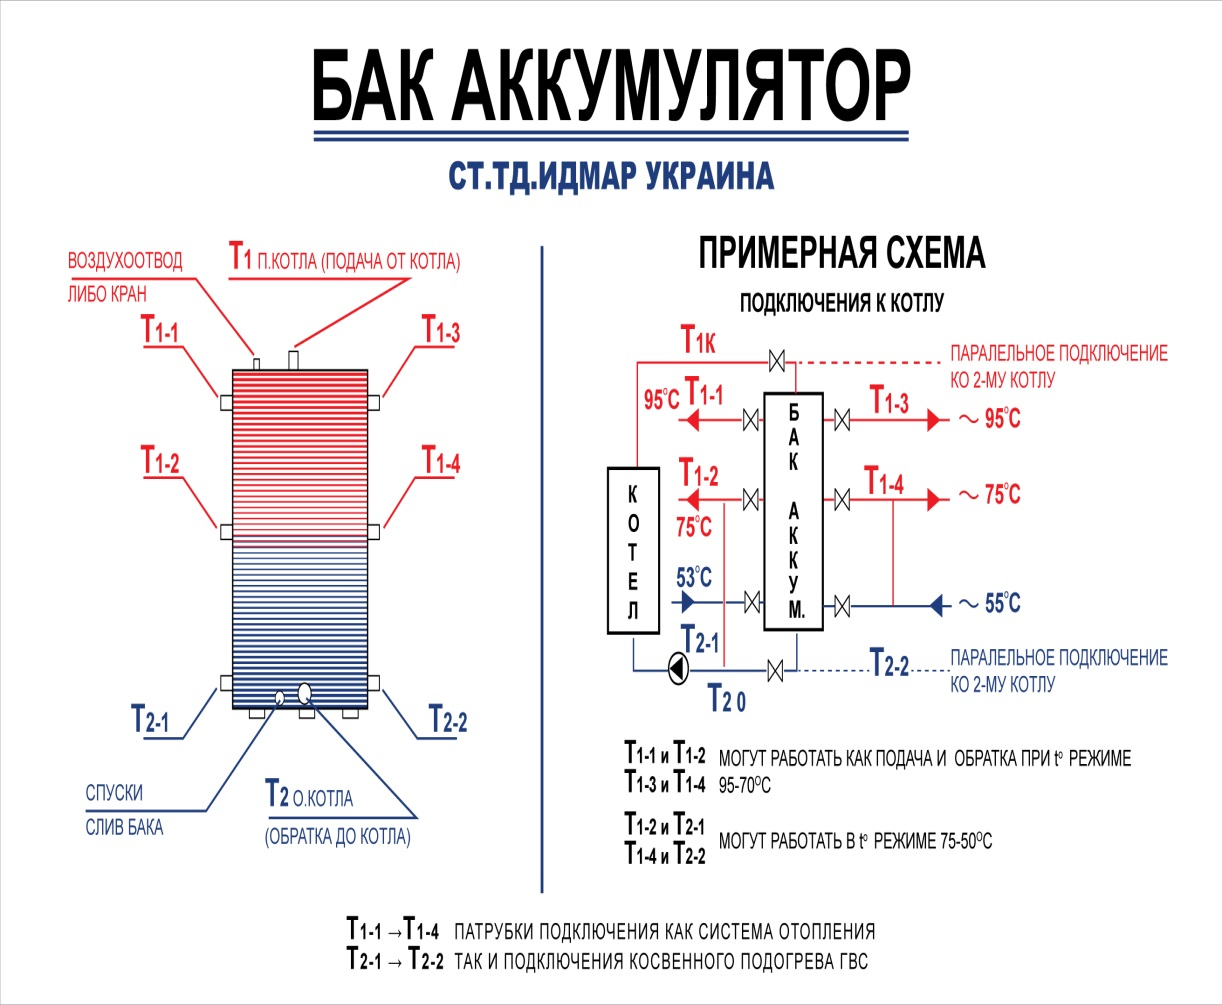 БАК АККУМУЛЯТОР
СТ.ТД.ИДМАР УКРАИНА
ВОЗДУХООТВОД
ЛИБО КРАН
Т1 П.КОТЛА (ПОДАЧА ОТ КОТЛА)
Т1-1
Т1-3
Т1-2
Т1-4
Т2-1
Т2-2
СПУСКИ
СЛИВ БАКА
Т2 О.КОТЛА
(ОБРАТКА ДО КОТЛА)
ПРИМЕРНАЯ СХЕМА
ПОДКЛЮЧЕНИЯ К КОТЛУ
Т1К
ПАРАЛЕЛЬНОЕ ПОДКЛЮЧЕНИЕ
КО 2-МУ КОТЛУ
95°С Т1-1
Т1-3
~ 95°С
Т1-2
75°С
Т1-4
~ 75°С
КОТЕЛ
БАК АККУМ.
53°С
~ 55°С
Т2-1
Т2 0
Т2-2
ПАРАЛЕЛЬНОЕ ПОДКЛЮЧЕНИЕ
КО 2-МУ КОТЛУ
Т1-1 и Т1-2 МОГУТ РАБОТАТЬ КАК ПОДАЧА И ОБРАТКА ПРИ t° РЕЖИМЕ
Т1-3 и Т1-4 95-70°С
Т1-2 и Т2-1
Т1-4 и Т2-2
МОГУТ РАБОТАТЬ В t° РЕЖИМЕ 75-50°С
Т1-1 → Т1-4 ПАТРУБКИ ПОДКЛЮЧЕНИЯ КАК СИСТЕМА ОТОПЛЕНИЯ
Т2-1 → Т2-2 ТАК И ПОДКЛЮЧЕНИЯ КОСВЕННОГО ПОДОГРЕВА ГВС